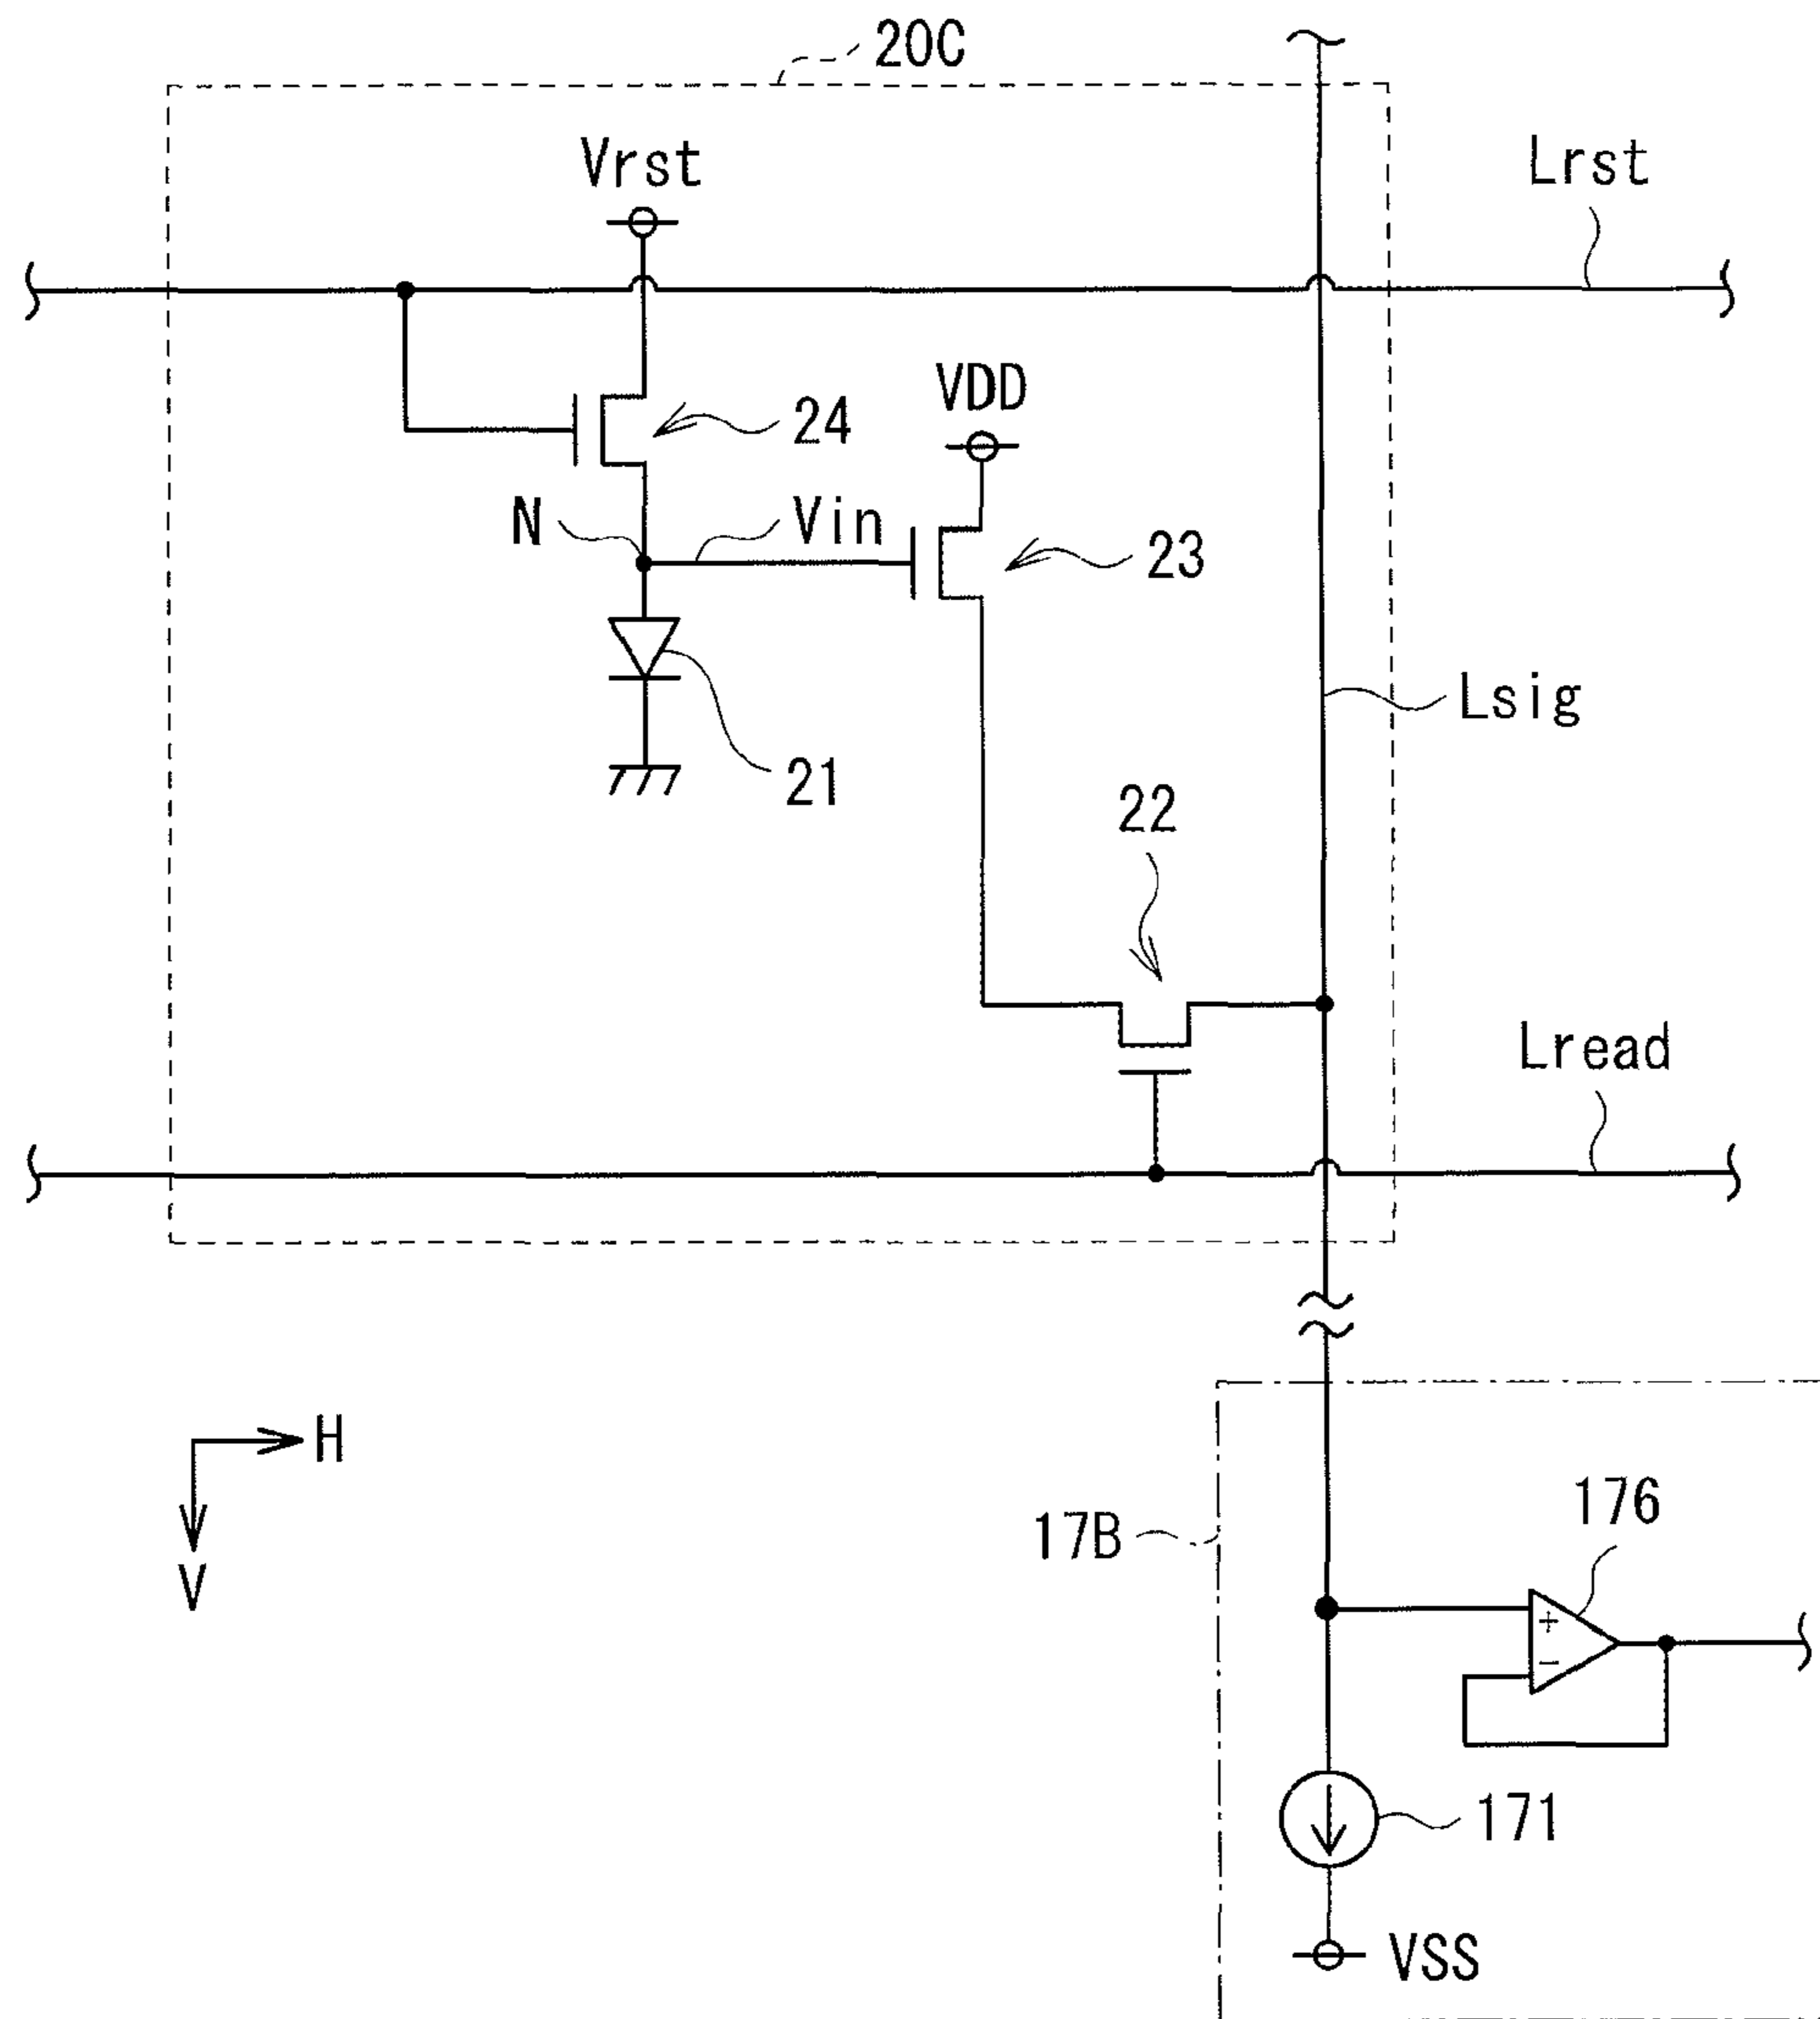 20C
Vrst
Lrst
VDD
24
N
Vin
23
Lsig
21
22
Lread
H
V
17B
176
+
−
171
VSS